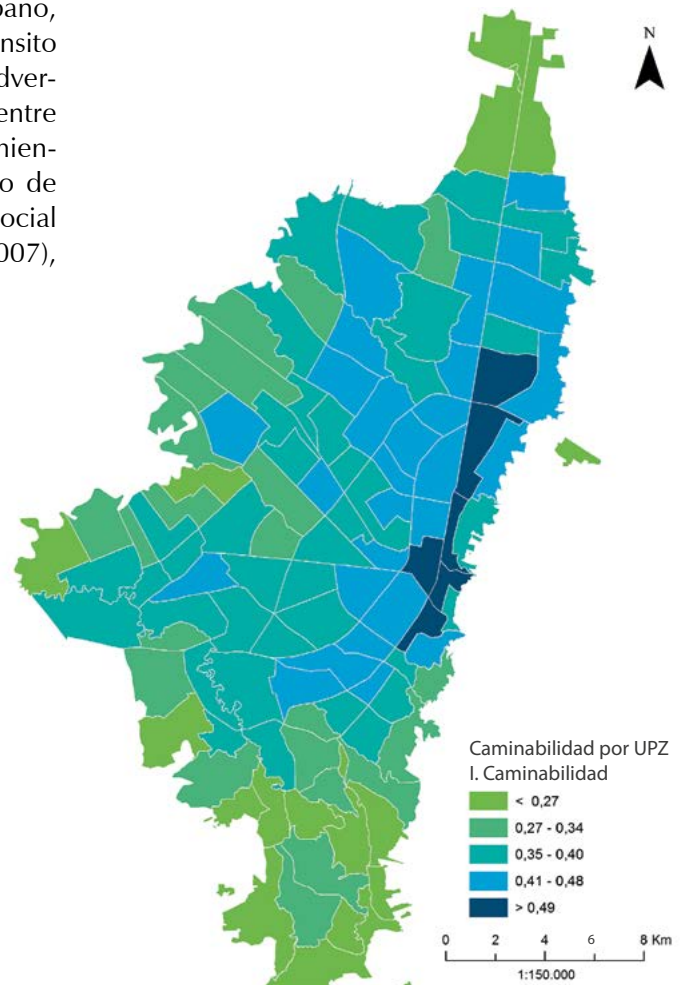 bano,
nsito
dver-
entre
nien-
o de
ocial
007),
N
Caminabilidad por UPZ
I. Caminabilidad
< 0,27
0,27 - 0,34
0,35 - 0,40
0,41 - 0,48
> 0,49
0 2 4 6 8 Km
1:150.000